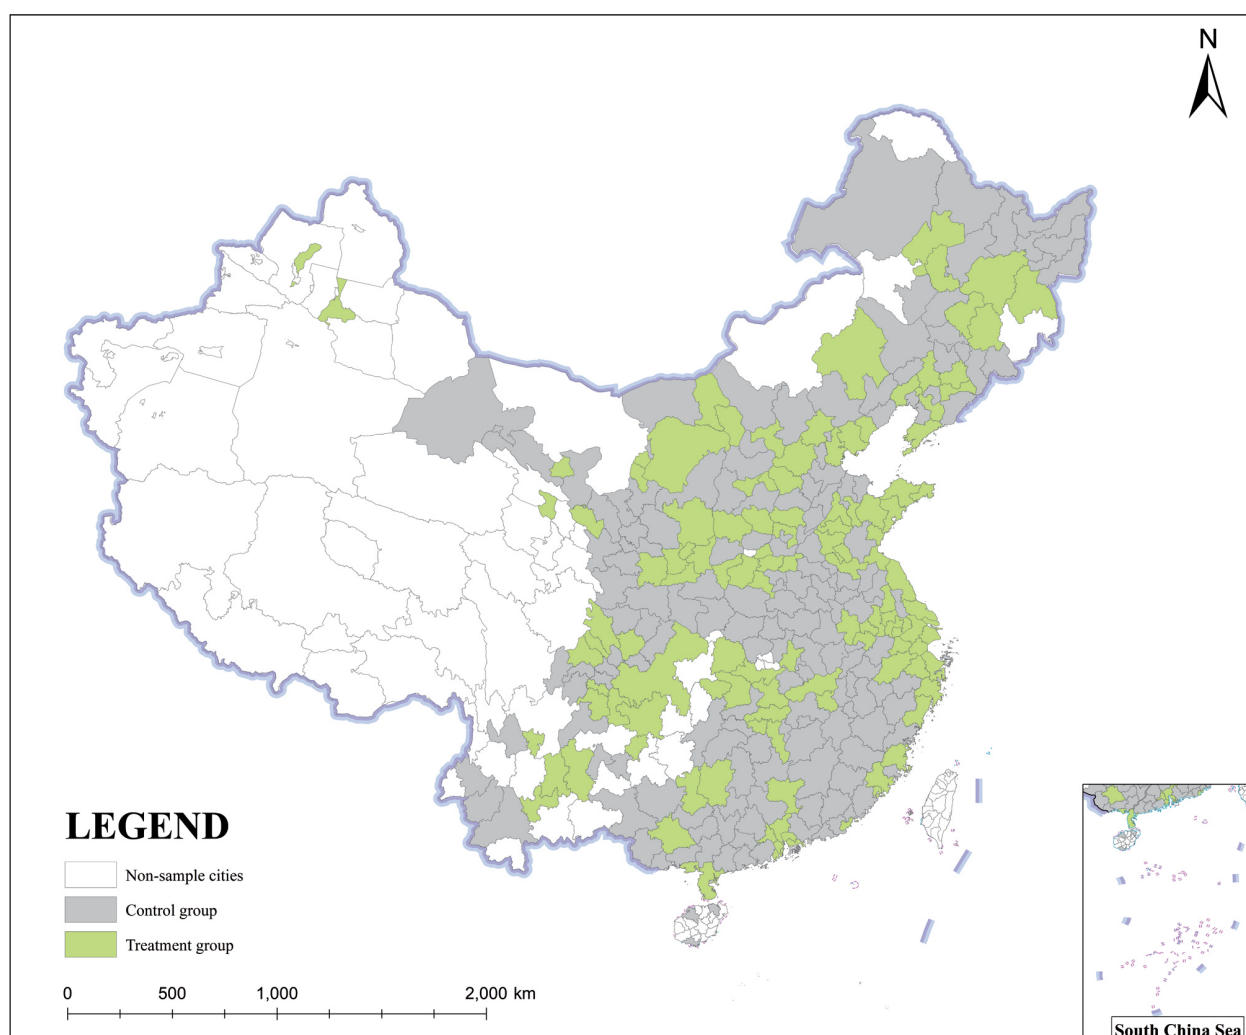 N
LEGEND
Non-sample cities
Control group
Treatment group
0 500 1,000 2,000 km
South China Sea